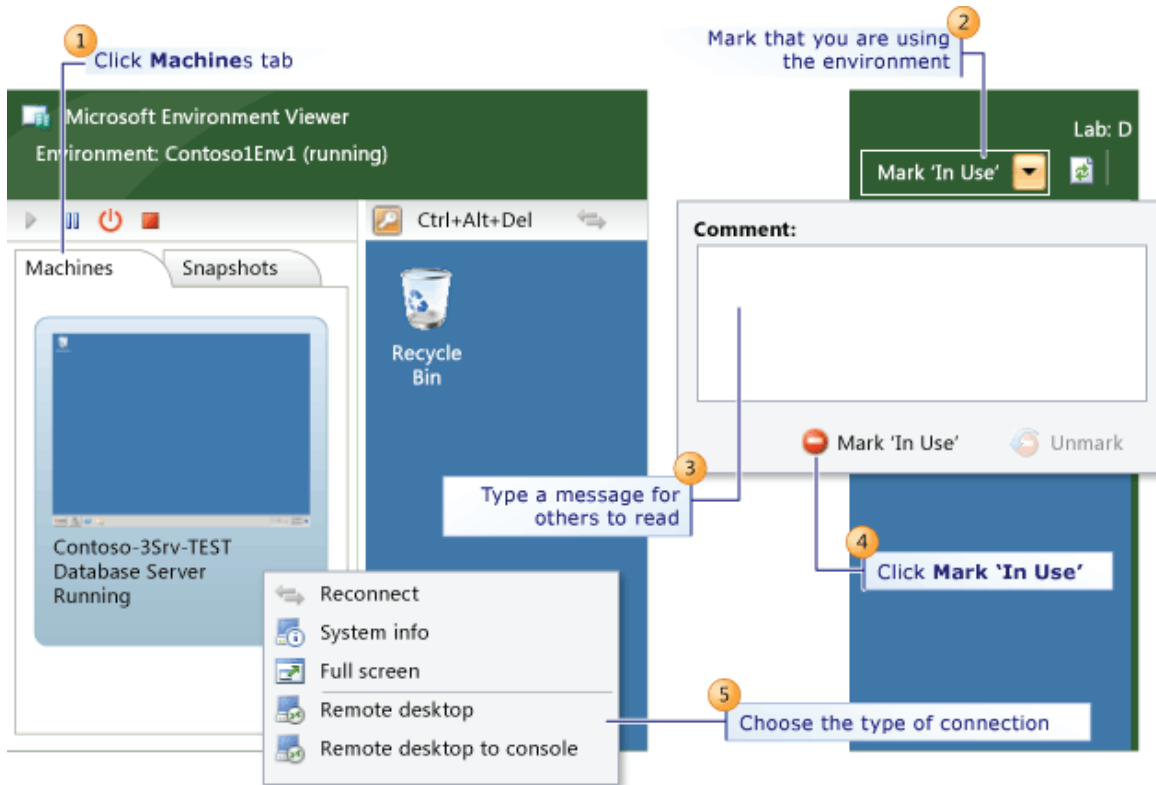 1
Click Machines tab
2
Mark that you are using
the environment
Microsoft Environment Viewer
Environment: Contoso1Env1 (running)
Lab: D
Mark ‘In Use’
Ctrl+Alt+Del
Machines
Snapshots
Recycle
Bin
Comment:
Mark ‘In Use’
Unmark
3
Type a message for
others to read
4
Click Mark ‘In Use’
Contoso-3Srv-TEST
Database Server
Running
Reconnect
System info
Full screen
Remote desktop
Remote desktop to console
5
Choose the type of connection